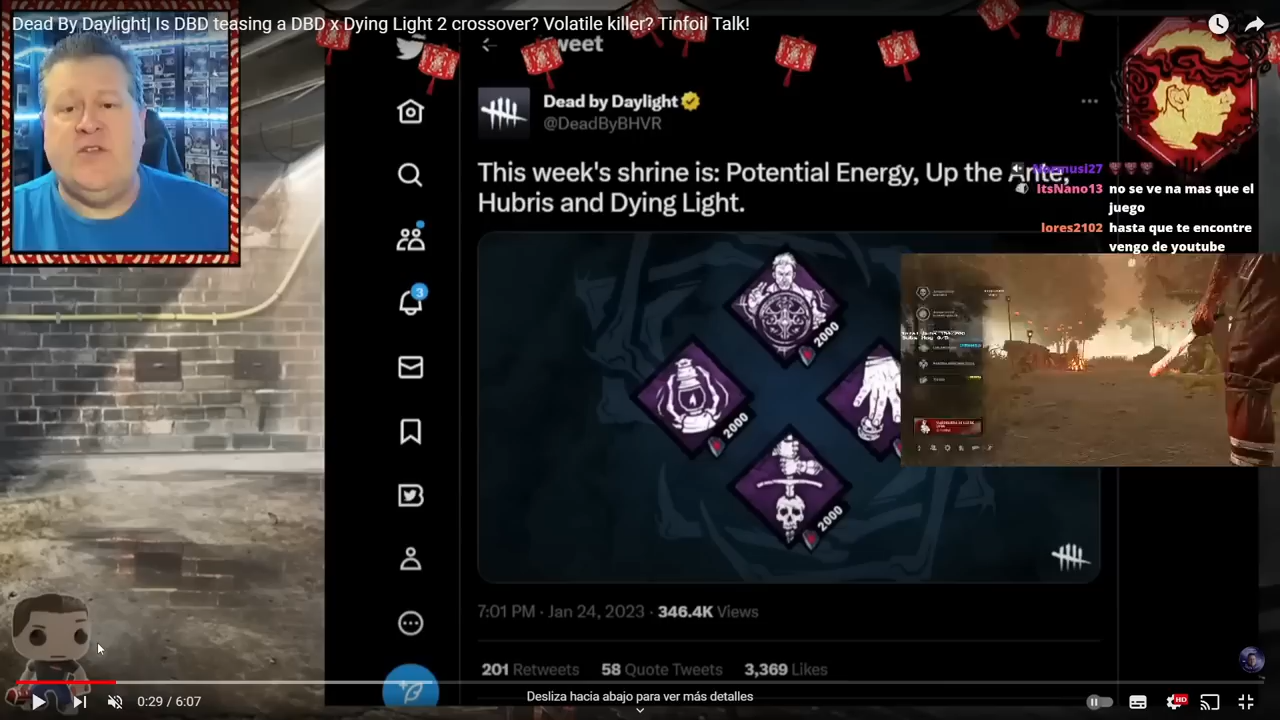 Dead By Daylight| Is DBD teasing a DBD x Dying Light 2 crossover? Volatile killer? Tinfoil Talk!
Tweet
Dead by Daylight
@DeadByBHVR
This week's shrine is: Potential Energy, Up the Ante,
Hubris and Dying Light.
ItsNano13 no se ve na mas que el
juego
lores2102 hasta que te encontre
vengo de youtube
3
2000
2000
2000
7:01 PM · Jan 24, 2023 · 346.4K Views
201 Retweets 58 Quote Tweets 3,369 Likes
Desliza hacia abajo para ver más detalles
0:29 / 6:07
HD